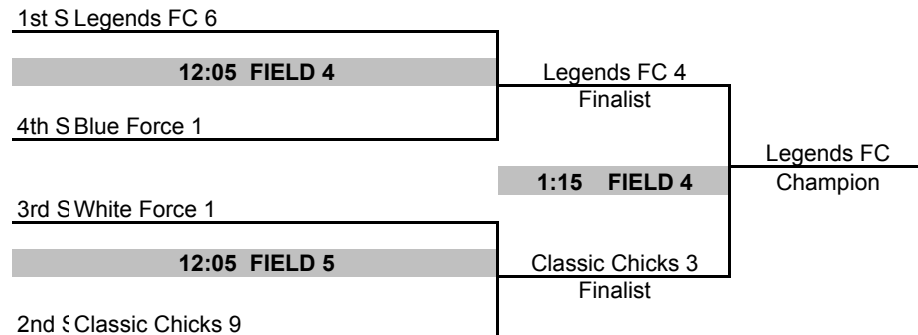 1st S Legends FC 6
12:05 FIELD 4
Legends FC 4
Finalist
4th S Blue Force 1
Legends FC
Champion
1:15 FIELD 4
3rd S White Force 1
12:05 FIELD 5
Classic Chicks 3
Finalist
2nd S Classic Chicks 9